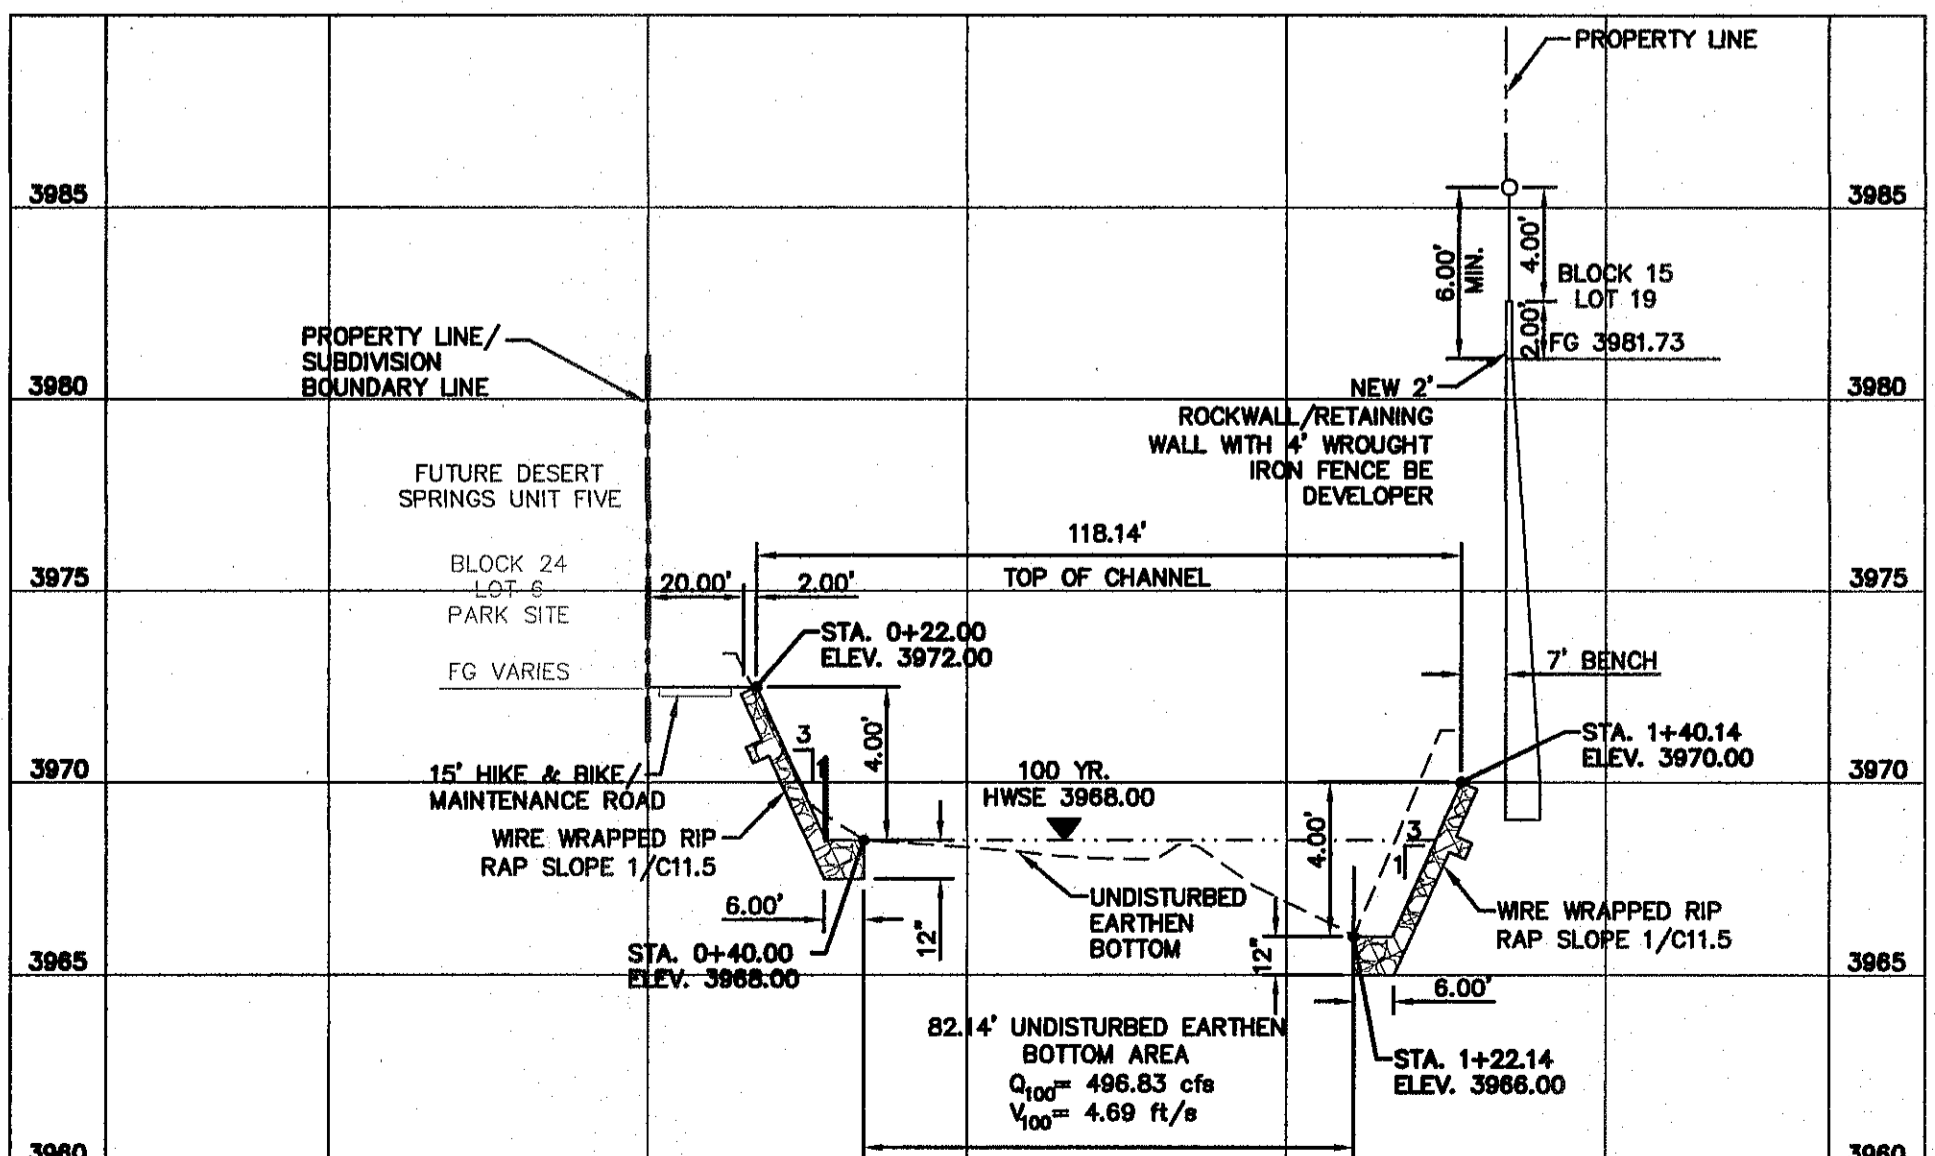 PROPERTY LINE
3985
3985
6.00'
MIN.
4.00'
BLOCK 15
LOT 19
2.00'
FG 3981.73
PROPERTY LINE/
SUBDIVISION
BOUNDARY LINE
3980
3980
NEW 2'
ROCKWALL/RETAINING
WALL WITH 4' WROUGHT
IRON FENCE BE
DEVELOPER
FUTURE DESERT
SPRINGS UNIT FIVE
118.14'
TOP OF CHANNEL
BLOCK 24
LOT 6
PARK SITE
3975
3975
20.00'
2.00'
STA. 0+22.00
ELEV. 3972.00
FG VARIES
7' BENCH
4.00'
3
1
STA. 1+40.14
ELEV. 3970.00
3970
3970
15' HIKE & BIKE/
MAINTENANCE ROAD
100 YR.
HWSE 3968.00
WIRE WRAPPED RIP
RAP SLOPE 1/C11.5
4.00'
3
1
6.00'
12"
UNDISTURBED
EARTHEN
BOTTOM
WIRE WRAPPED RIP
RAP SLOPE 1/C11.5
STA. 0+40.00
ELEV. 3968.00
12"
3965
3965
6.00'
82.14' UNDISTURBED EARTHEN
BOTTOM AREA
Q100= 496.83 cfs
V100= 4.69 ft/s
STA. 1+22.14
ELEV. 3966.00
3960
3960